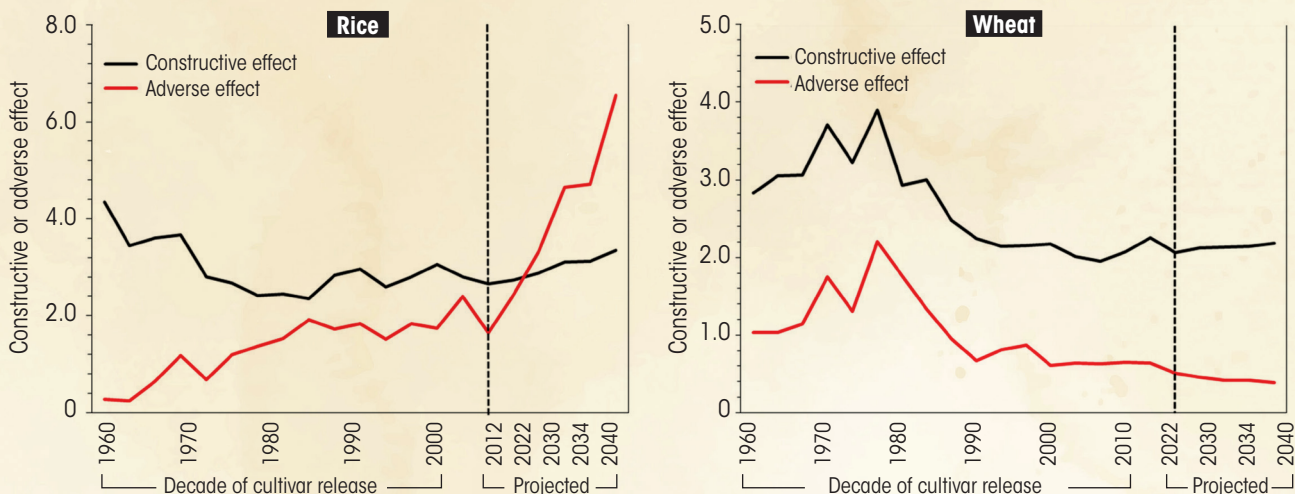 Rice
Constructive or adverse effect
8.0
6.0
4.0
2.0
0
Constructive effect
Adverse effect
1960
1970
1980
1990
2000
2012
2022
2030
2034
2040
Decade of cultivar release
Projected
Wheat
Constructive or adverse effect
5.0
4.0
3.0
2.0
1.0
0
Constructive effect
Adverse effect
1960
1970
1980
1990
2000
2010
2022
2030
2034
2040
Decade of cultivar release
Projected